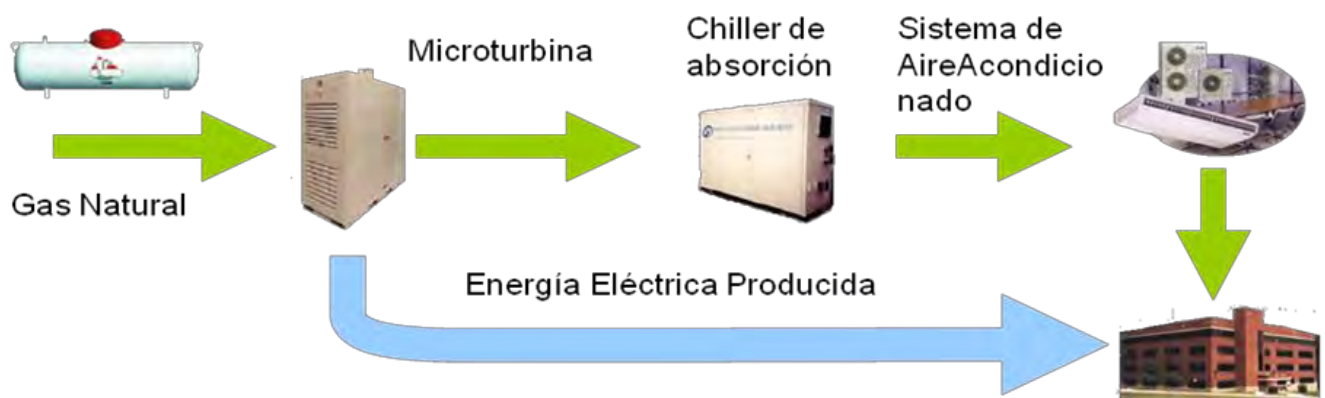 Gas Natural
Microturbina
Chiller de
absorción
Sistema de
AireAcondicio
nado
Energía Eléctrica Producida